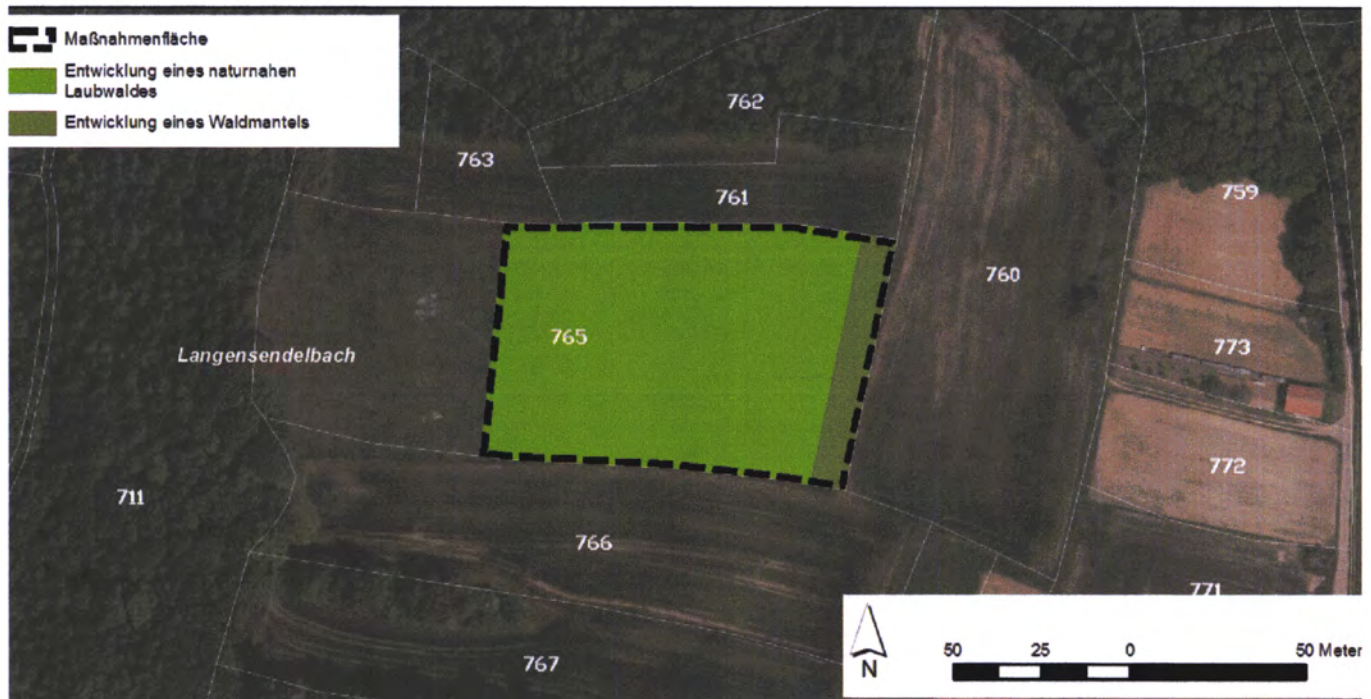 Maßnahmenfläche
Entwicklung eines naturnahen
Laubwaldes
Entwicklung eines Waldmantels
762
763
761
759
760
765
773
Langensendelbach
772
711
766
771
767
N
50 25 0 50 Meter